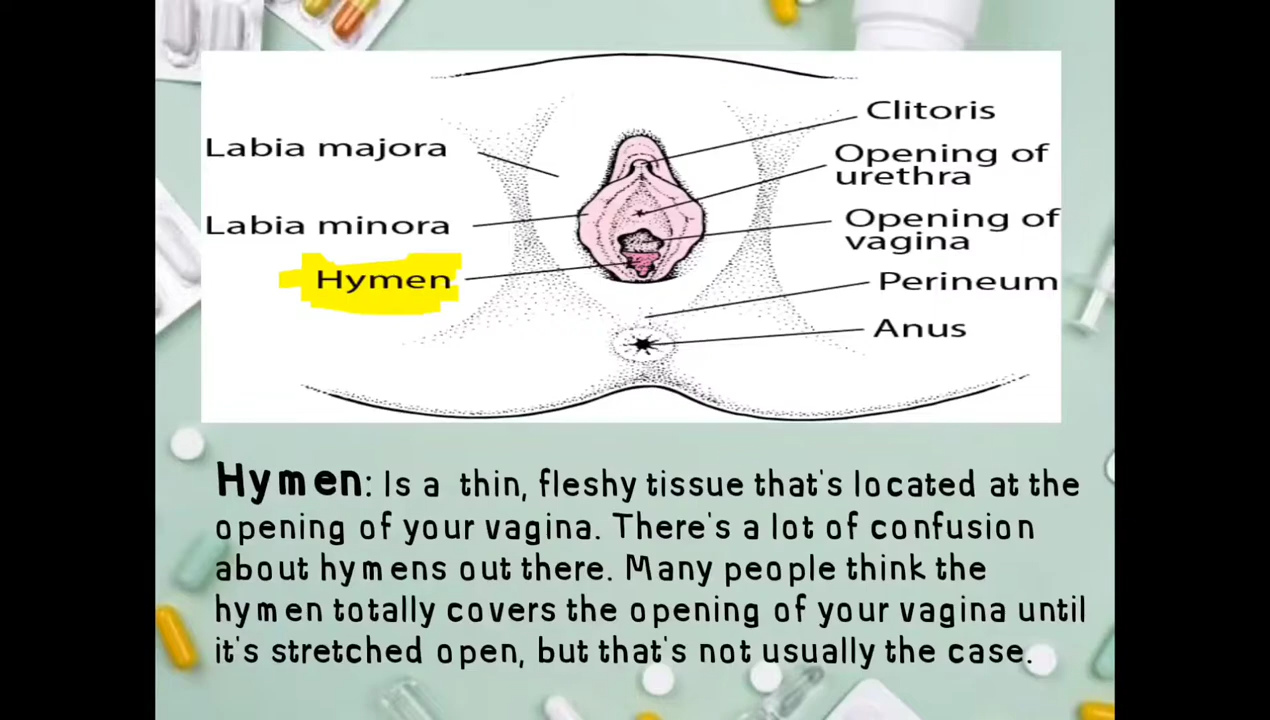 Clitoris
Labia majora
Opening of
urethra
Labia minora
Opening of
vagina
Hymen
Perineum
Anus
Hymen: Is a thin, fleshy tissue that's located at the
opening of your vagina. There's a lot of confusion
about hymens out there. Many people think the
hymen totally covers the opening of your vagina until
it's stretched open, but that's not usually the case.